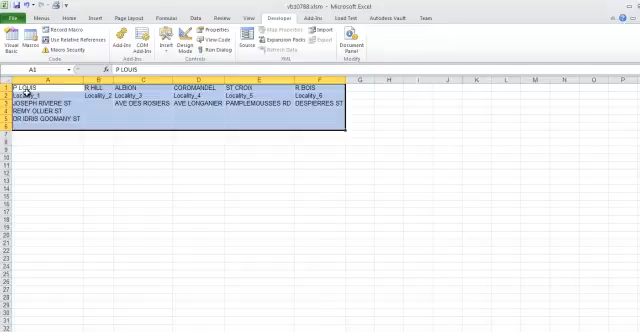 vb10788.xlsm - Microsoft Excel
File Menus Home Insert Page Layout Formulas Data Review View Developer Add-Ins Load Test Autodesk Vault Team
Visual Basic
Macros
Record Macro
Use Relative References
Macro Security
Code
Add-Ins
COM Add-Ins
Add-Ins
Insert
Design Mode
Properties
View Code
Run Dialog
Controls
Source
Map Properties
Expansion Packs
Refresh Data
Import
Export
XML
Document Panel
Modify
A1 fx P LOUIS
A B C D E F G H I J K L M N O P
1 P LOUIS R HILL ALBION COROMANDEL ST CROIX R BOIS
2 Locality_1 Locality_2 Locality_3 Locality_4 Locality_5 Locality_6
3 JOSEPH RIVIERE ST AVE DES ROSIERS AVE LONGANIER PAMPLEMOUSSES RD DESPIERRES ST
4 REMY OLLIER ST
5 DR IDRIS GOOMANY ST
6
7
8
9
10
11
12
13
14
15
16
17
18
19
20
21
22
23
24
25
26
27
28
29
30
31
32